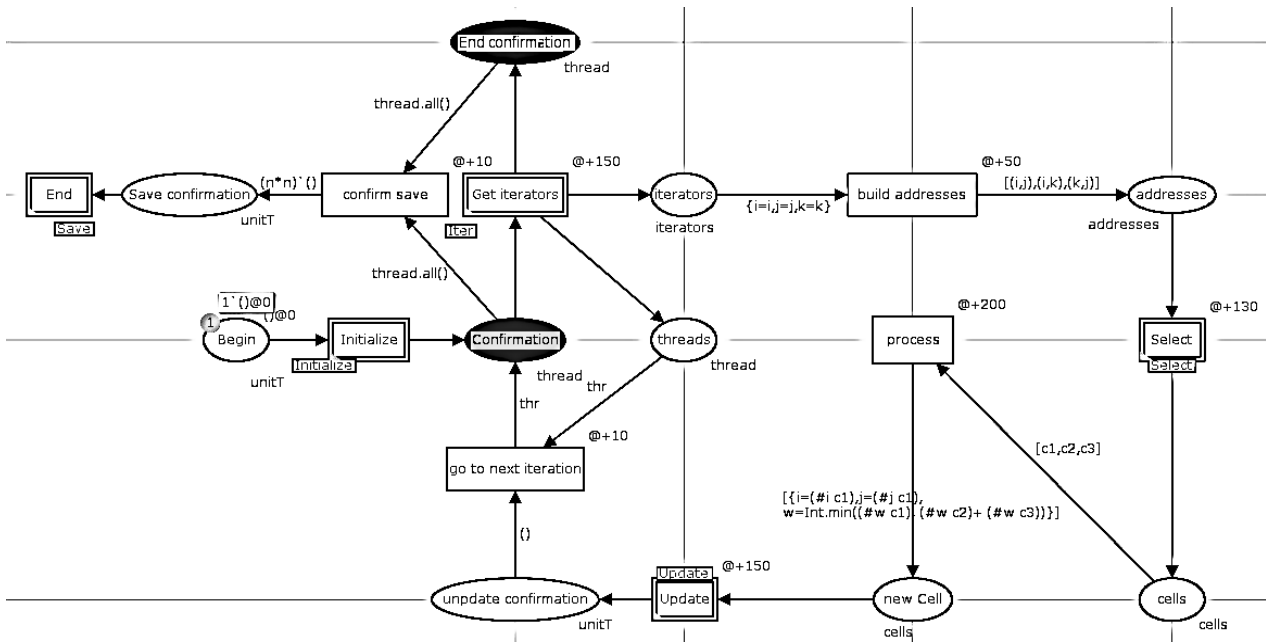 End confirmation
thread
thread.all()
@+10
@+150
@+50
End
Save confirmation
(n*n)`()
confirm save
Get iterators
iterators
build addresses
[(i,j),(i,k),(k,j)]
addresses
Save
unitT
Iter
iterators
{i=i,j=j,k=k}
addresses
thread.all()
1`()@0
()@0
1
@+200
@+130
Begin
Initialize
Confirmation
threads
process
Select
Initialize
Select
unitT
thread
thread
thr
thr
@+10
go to next iteration
[c1,c2,c3]
[{i=(#i c1),j=(#j c1),
w=Int.min((#w c1), (#w c2)+ (#w c3))}]
()
Update
@+150
unpdate confirmation
Update
new Cell
cells
unitT
cells
cells